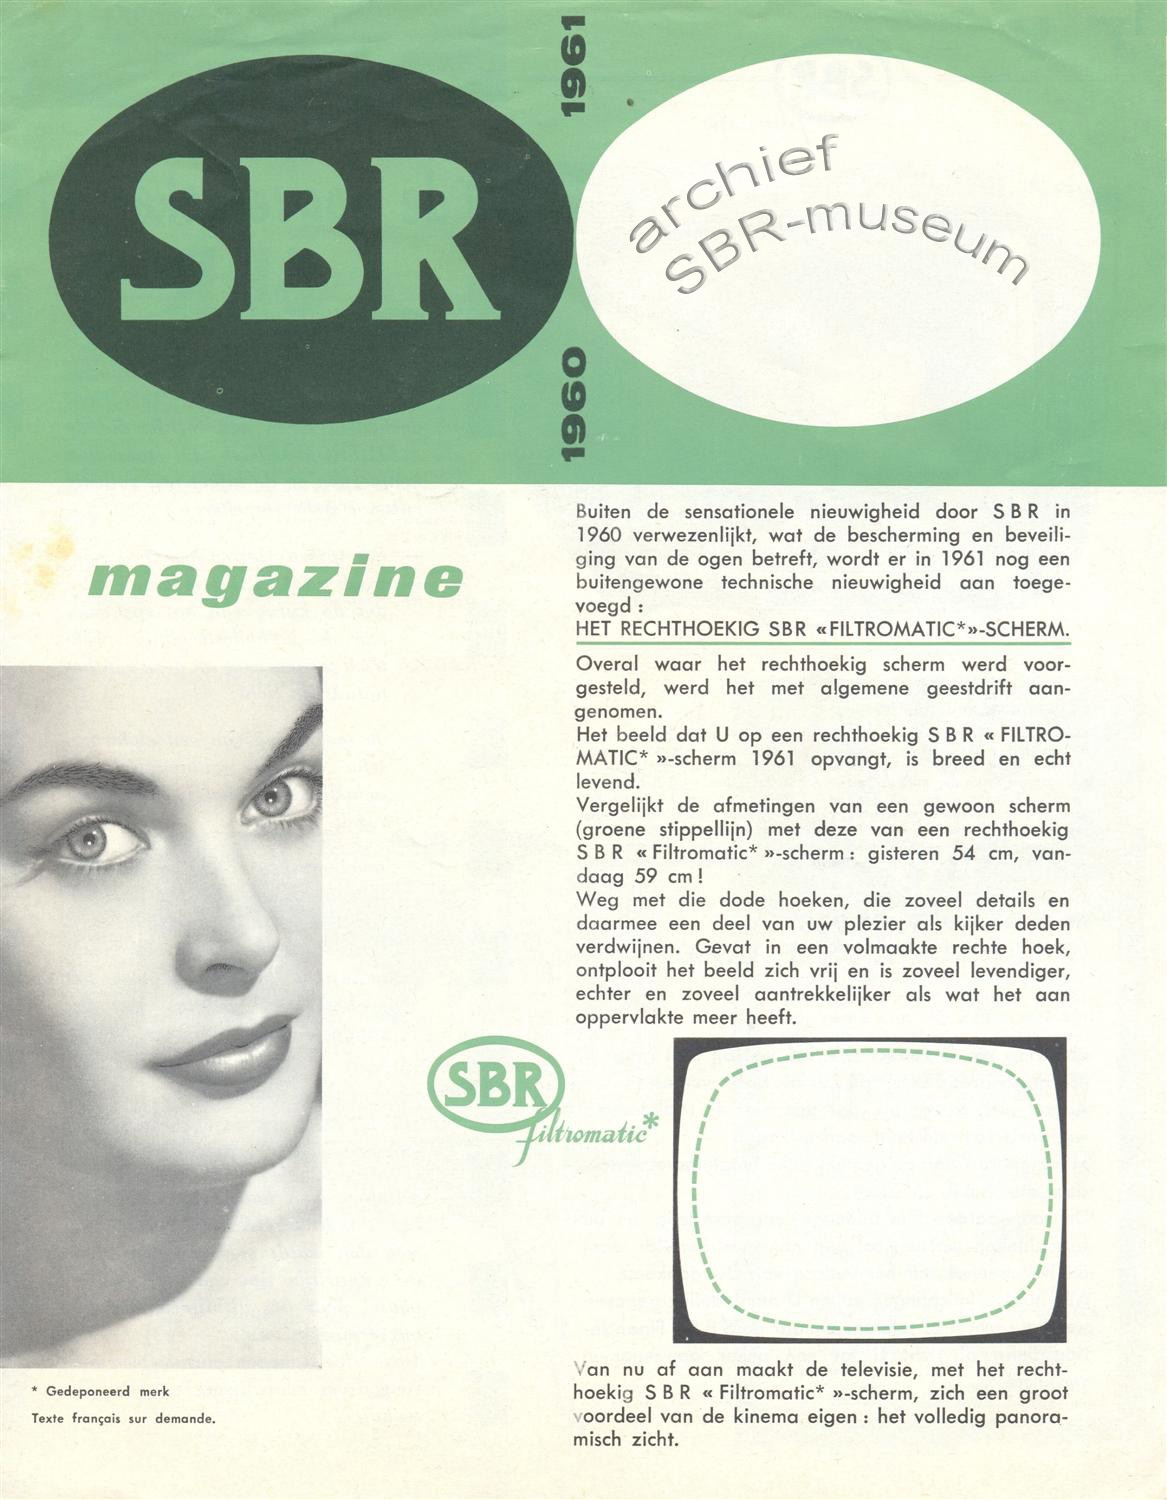 1961
SBR
archief
SBR-museum
1960
magazine
Buiten de sensationele nieuwigheid door SBR in
1960 verwezenlijkt, wat de bescherming en beveili-
ging van de ogen betreft, wordt er in 1961 nog een
buitengewone technische nieuwigheid aan toege-
voegd :
HET RECHTHOEKIG SBR «FILTROMATIC*»-SCHERM.
Overal waar het rechthoekig scherm werd voor-
gesteld, werd het met algemene geestdrift aan-
genomen.
Het beeld dat U op een rechthoekig SBR « FILTRO-
MATIC* »-scherm 1961 opvangt, is breed en echt
levend.
Vergelijkt de afmetingen van een gewoon scherm
(groene stippellijn) met deze van een rechthoekig
SBR « Filtromatic* »-scherm : gisteren 54 cm, van-
daag 59 cm !
Weg met die dode hoeken, die zoveel details en
daarmee een deel van uw plezier als kijker deden
verdwijnen. Gevat in een volmaakte rechte hoek,
ontplooit het beeld zich vrij en is zoveel levendiger,
echter en zoveel aantrekkelijker als wat het aan
oppervlakte meer heeft.
SBR
filtromatic*
Van nu af aan maakt de televisie, met het recht-
hoekig SBR « Filtromatic* »-scherm, zich een groot
voordeel van de kinema eigen : het volledig panora-
misch zicht.
* Gedeponeerd merk
Texte français sur demande.